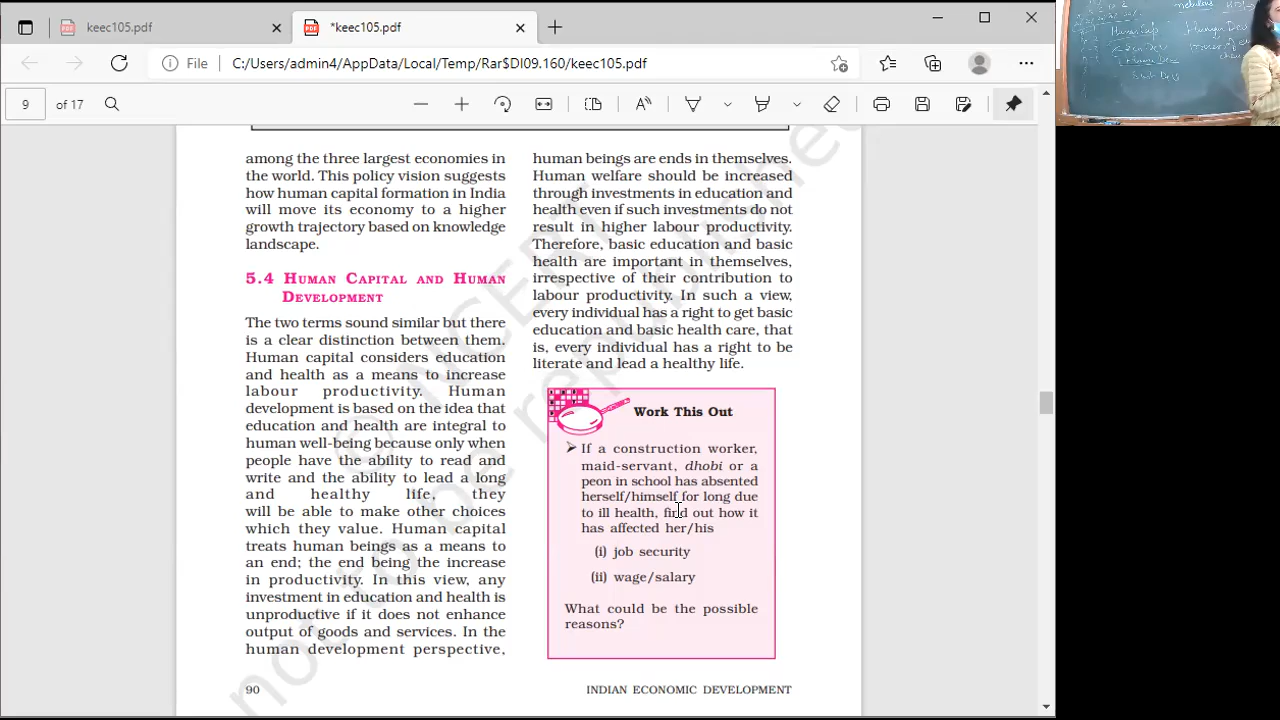 keec105.pdf
*keec105.pdf
File
C:/Users/admin4/AppData/Local/Temp/Rar$DI09.160/keec105.pdf
9 of 17
among the three largest economies in
the world. This policy vision suggests
how human capital formation in India
will move its economy to a higher
growth trajectory based on knowledge
landscape.
5.4 HUMAN CAPITAL AND HUMAN
DEVELOPMENT
The two terms sound similar but there
is a clear distinction between them.
Human capital considers education
and health as a means to increase
labour productivity. Human
development is based on the idea that
education and health are integral to
human well-being because only when
people have the ability to read and
write and the ability to lead a long
and healthy life, they
will be able to make other choices
which they value. Human capital
treats human beings as a means to
an end; the end being the increase
in productivity. In this view, any
investment in education and health is
unproductive if it does not enhance
output of goods and services. In the
human development perspective,
human beings are ends in themselves.
Human welfare should be increased
through investments in education and
health even if such investments do not
result in higher labour productivity.
Therefore, basic education and basic
health are important in themselves,
irrespective of their contribution to
labour productivity. In such a view,
every individual has a right to get basic
education and basic health care, that
is, every individual has a right to be
literate and lead a healthy life.
Work This Out
If a construction worker,
maid-servant, dhobi or a
peon in school has absented
herself/himself for long due
to ill health, find out how it
has affected her/his
(i) job security
(ii) wage/salary
What could be the possible
reasons?
90
INDIAN ECONOMIC DEVELOPMENT
© NCERT
not to be republished